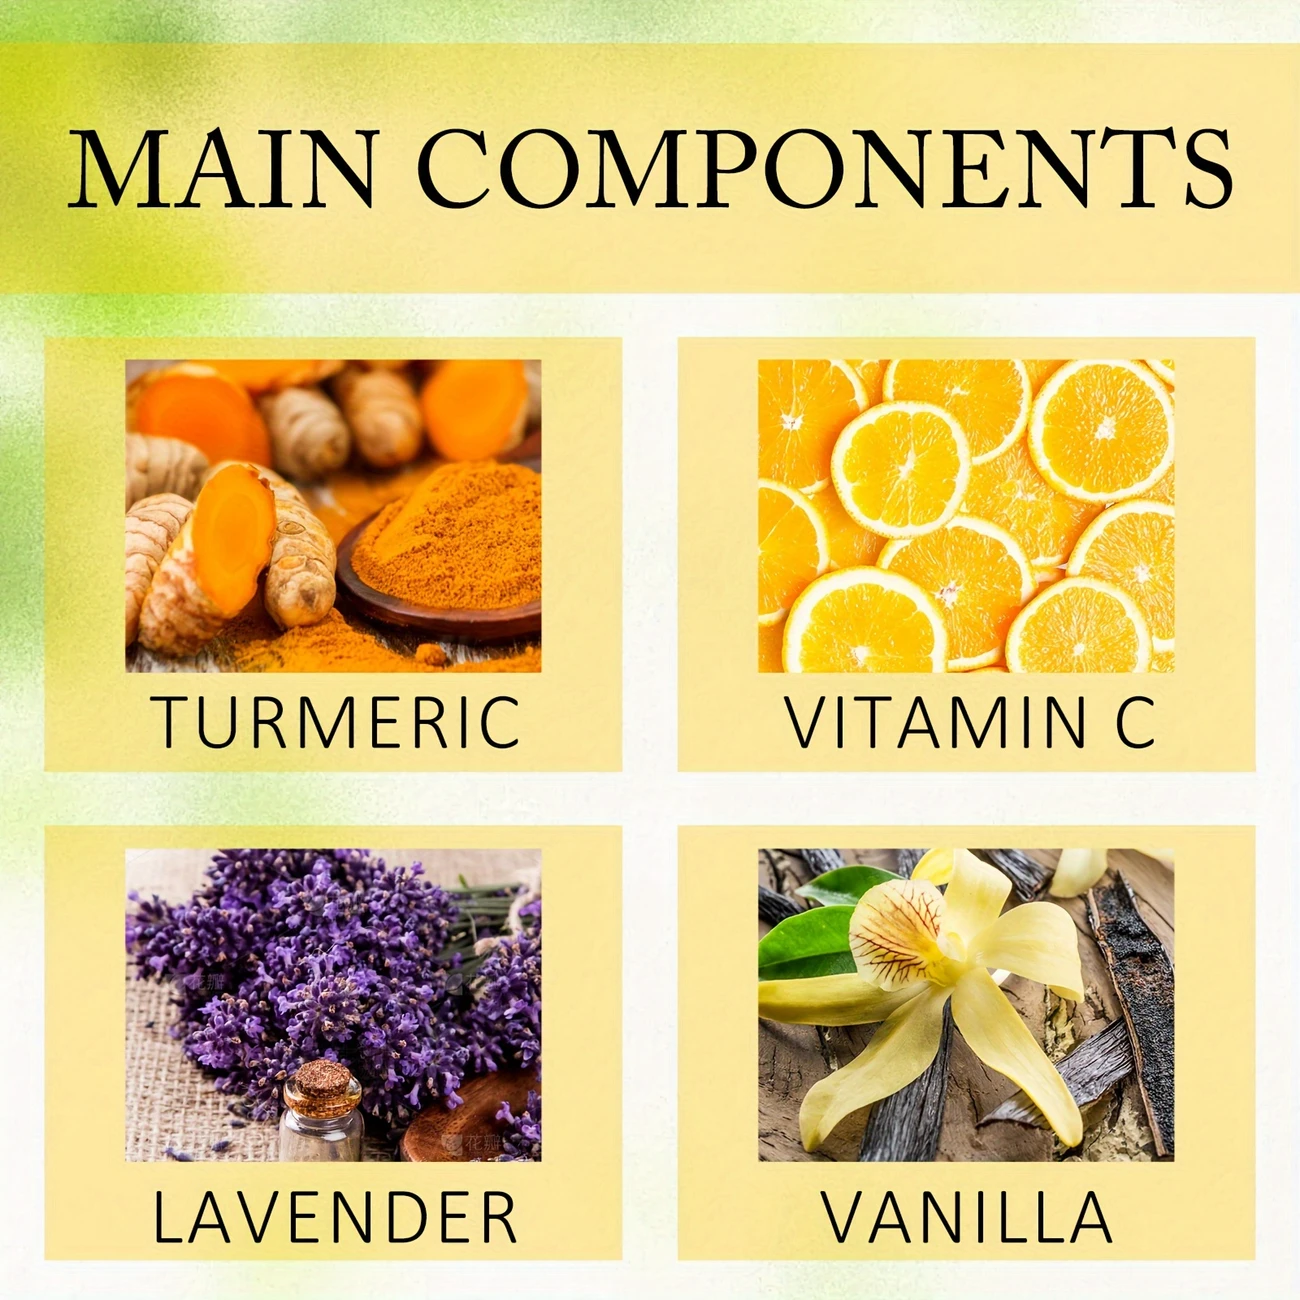 MAIN COMPONENTS
TURMERIC
VITAMIN C
LAVENDER
VANILLA